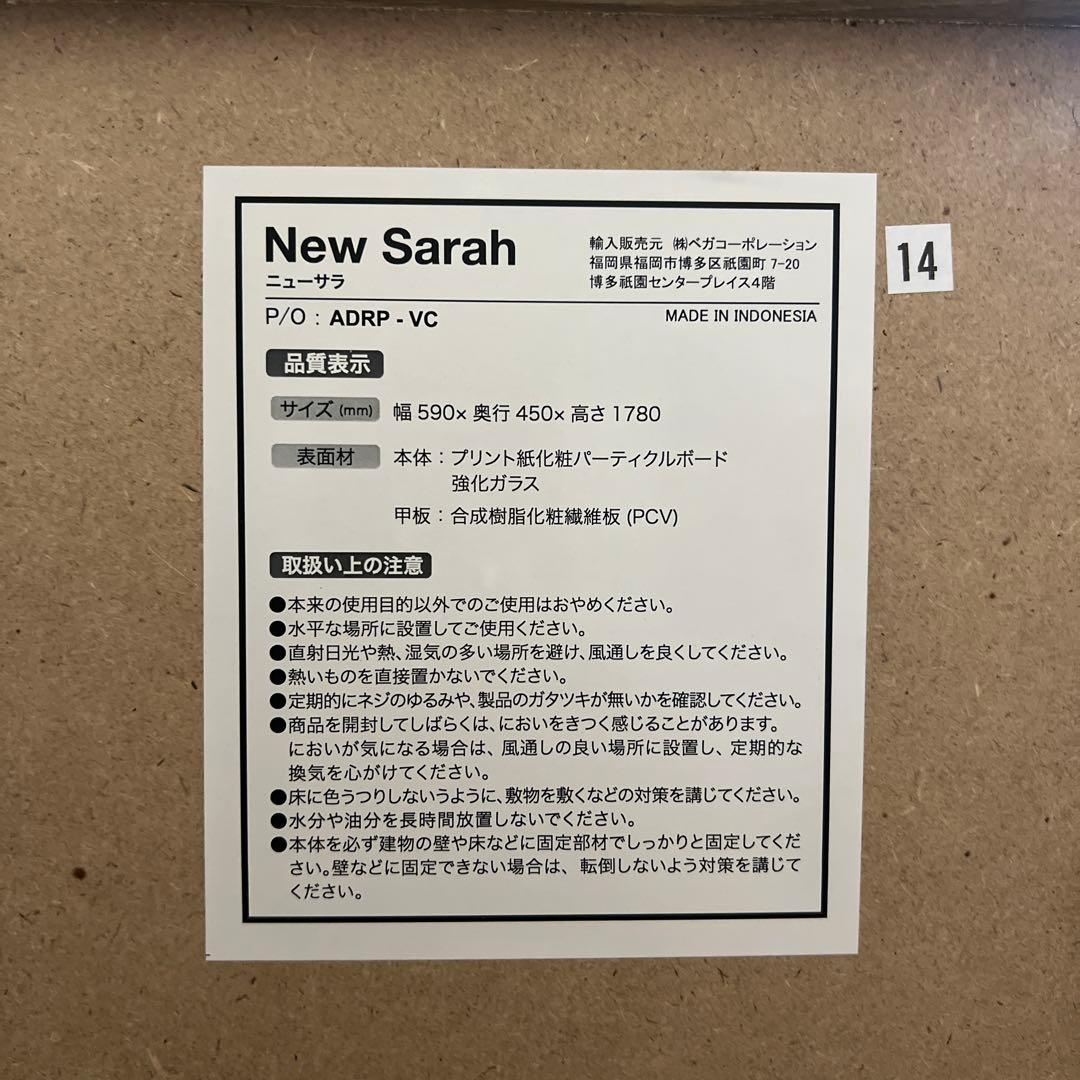 New Sarah
ニューサラ
輸入販売元 ㈱ベガコーポレーション
福岡県福岡市博多区祇園町 7-20
博多祇園センタープレイス4階
P/O : ADRP - VC
MADE IN INDONESIA
14
品質表示
サイズ (mm) 幅 590× 奥行 450× 高さ 1780
表面材 本体：プリント紙化粧パーティクルボード
強化ガラス
甲板：合成樹脂化粧繊維板 (PCV)
取扱い上の注意
●本来の使用目的以外でのご使用はおやめください。
●水平な場所に設置してご使用ください。
●直射日光や熱、湿気の多い場所を避け、風通しを良くしてください。
●熱いものを直接置かないでください。
●定期的にネジのゆるみや、製品のガタツキが無いかを確認してください。
●商品を開封してしばらくは、においをきつく感じることがあります。
においが気になる場合は、風通しの良い場所に設置し、定期的な
換気を心がけてください。
●床に色うつりしないうように、敷物を敷くなどの対策を講じてください。
●水分や油分を長時間放置しないでください。
●本体を必ず建物の壁や床などに固定部材でしっかりと固定してくだ
さい。壁などに固定できない場合は、転倒しないよう対策を講じて
ください。